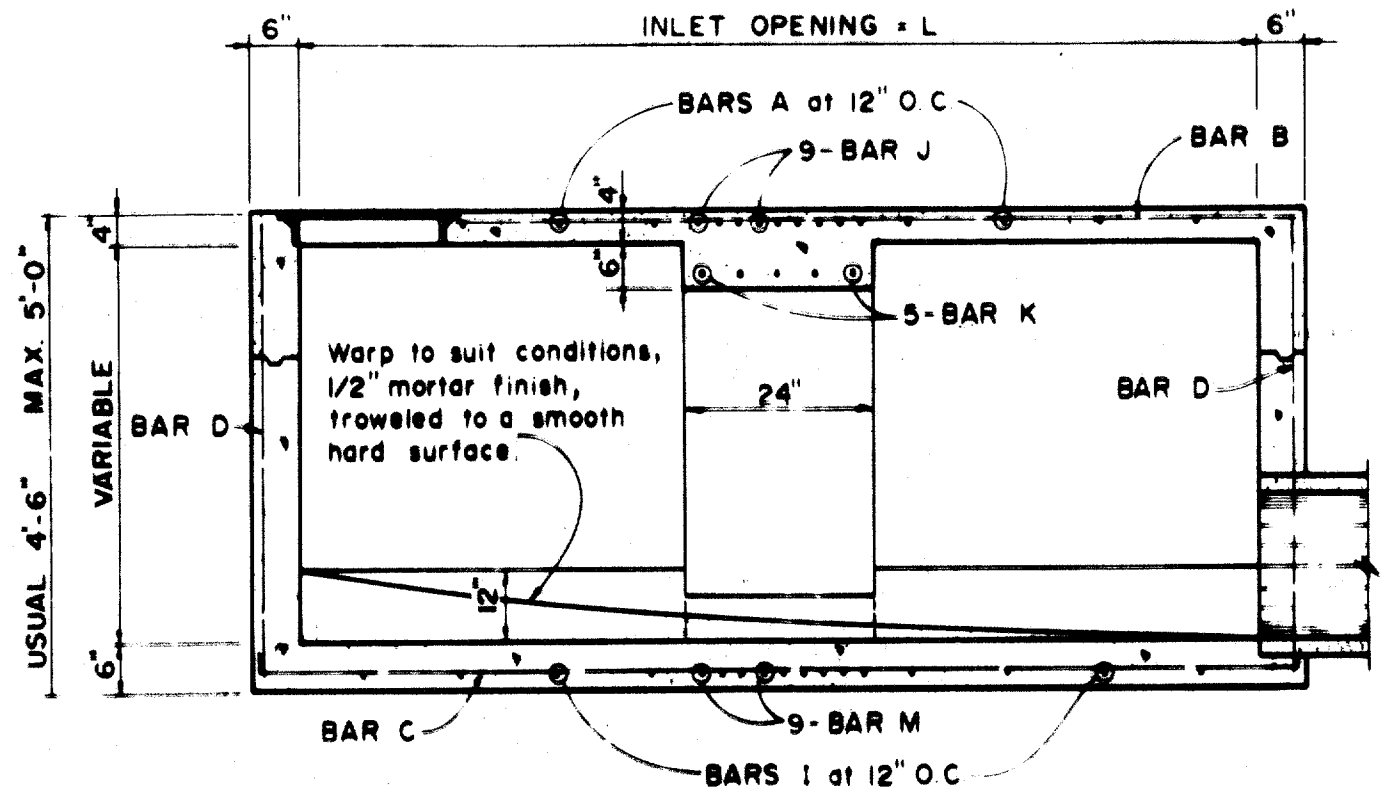 6"
INLET OPENING = L
6"
BARS A at 12" O.C
9-BAR J
BAR B
4"
4"
6"
5-BAR K
USUAL 4'-6" MAX. 5'-0"
VARIABLE
Warp to suit conditions,
1/2" mortar finish,
troweled to a smooth
hard surface.
24"
BAR D
BAR D
12"
6"
BAR C
9-BAR M
BARS I at 12" O.C